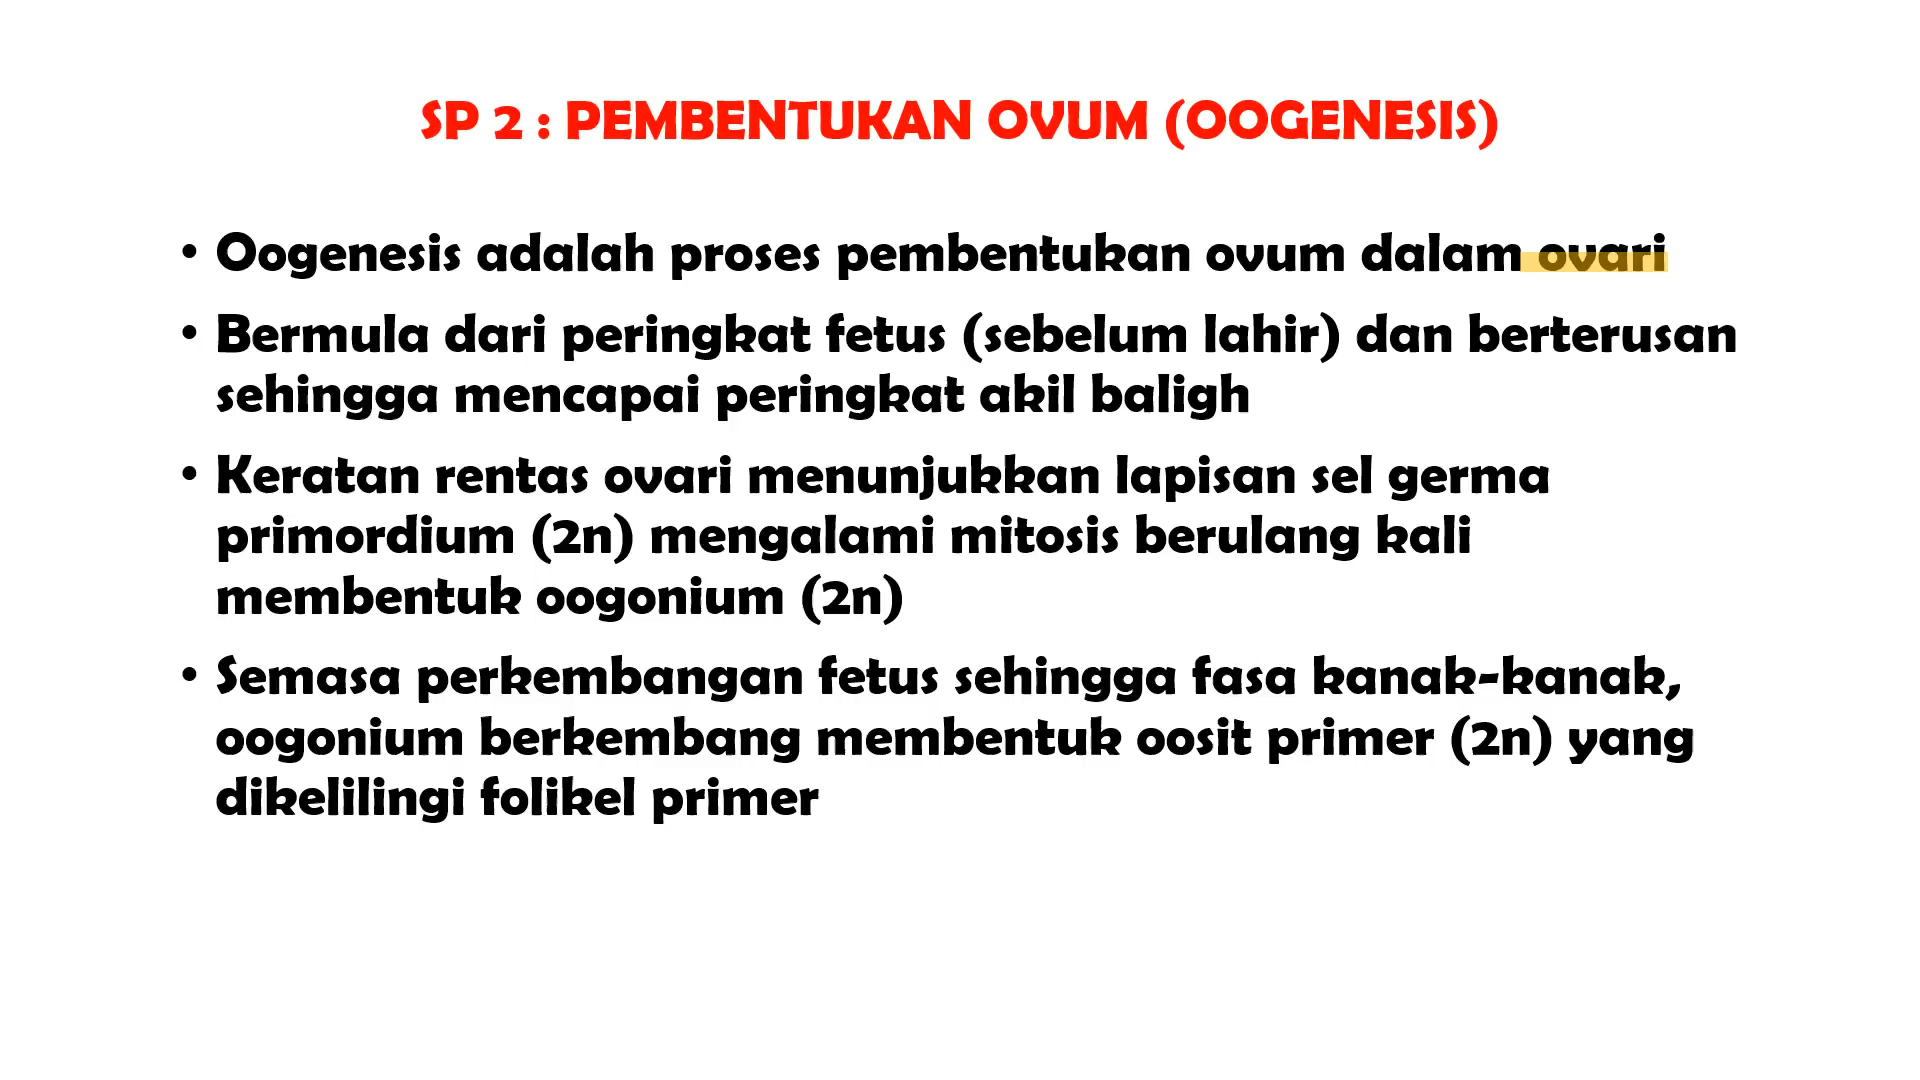 SP 2 : PEMBENTUKAN OVUM (OOGENESIS)
• Oogenesis adalah proses pembentukan ovum dalam ovari
• Bermula dari peringkat fetus (sebelum lahir) dan berterusan
sehingga mencapai peringkat akil baligh
• Keratan rentas ovari menunjukkan lapisan sel germa
primordium (2n) mengalami mitosis berulang kali
membentuk oogonium (2n)
• Semasa perkembangan fetus sehingga fasa kanak-kanak,
oogonium berkembang membentuk oosit primer (2n) yang
dikelilingi folikel primer